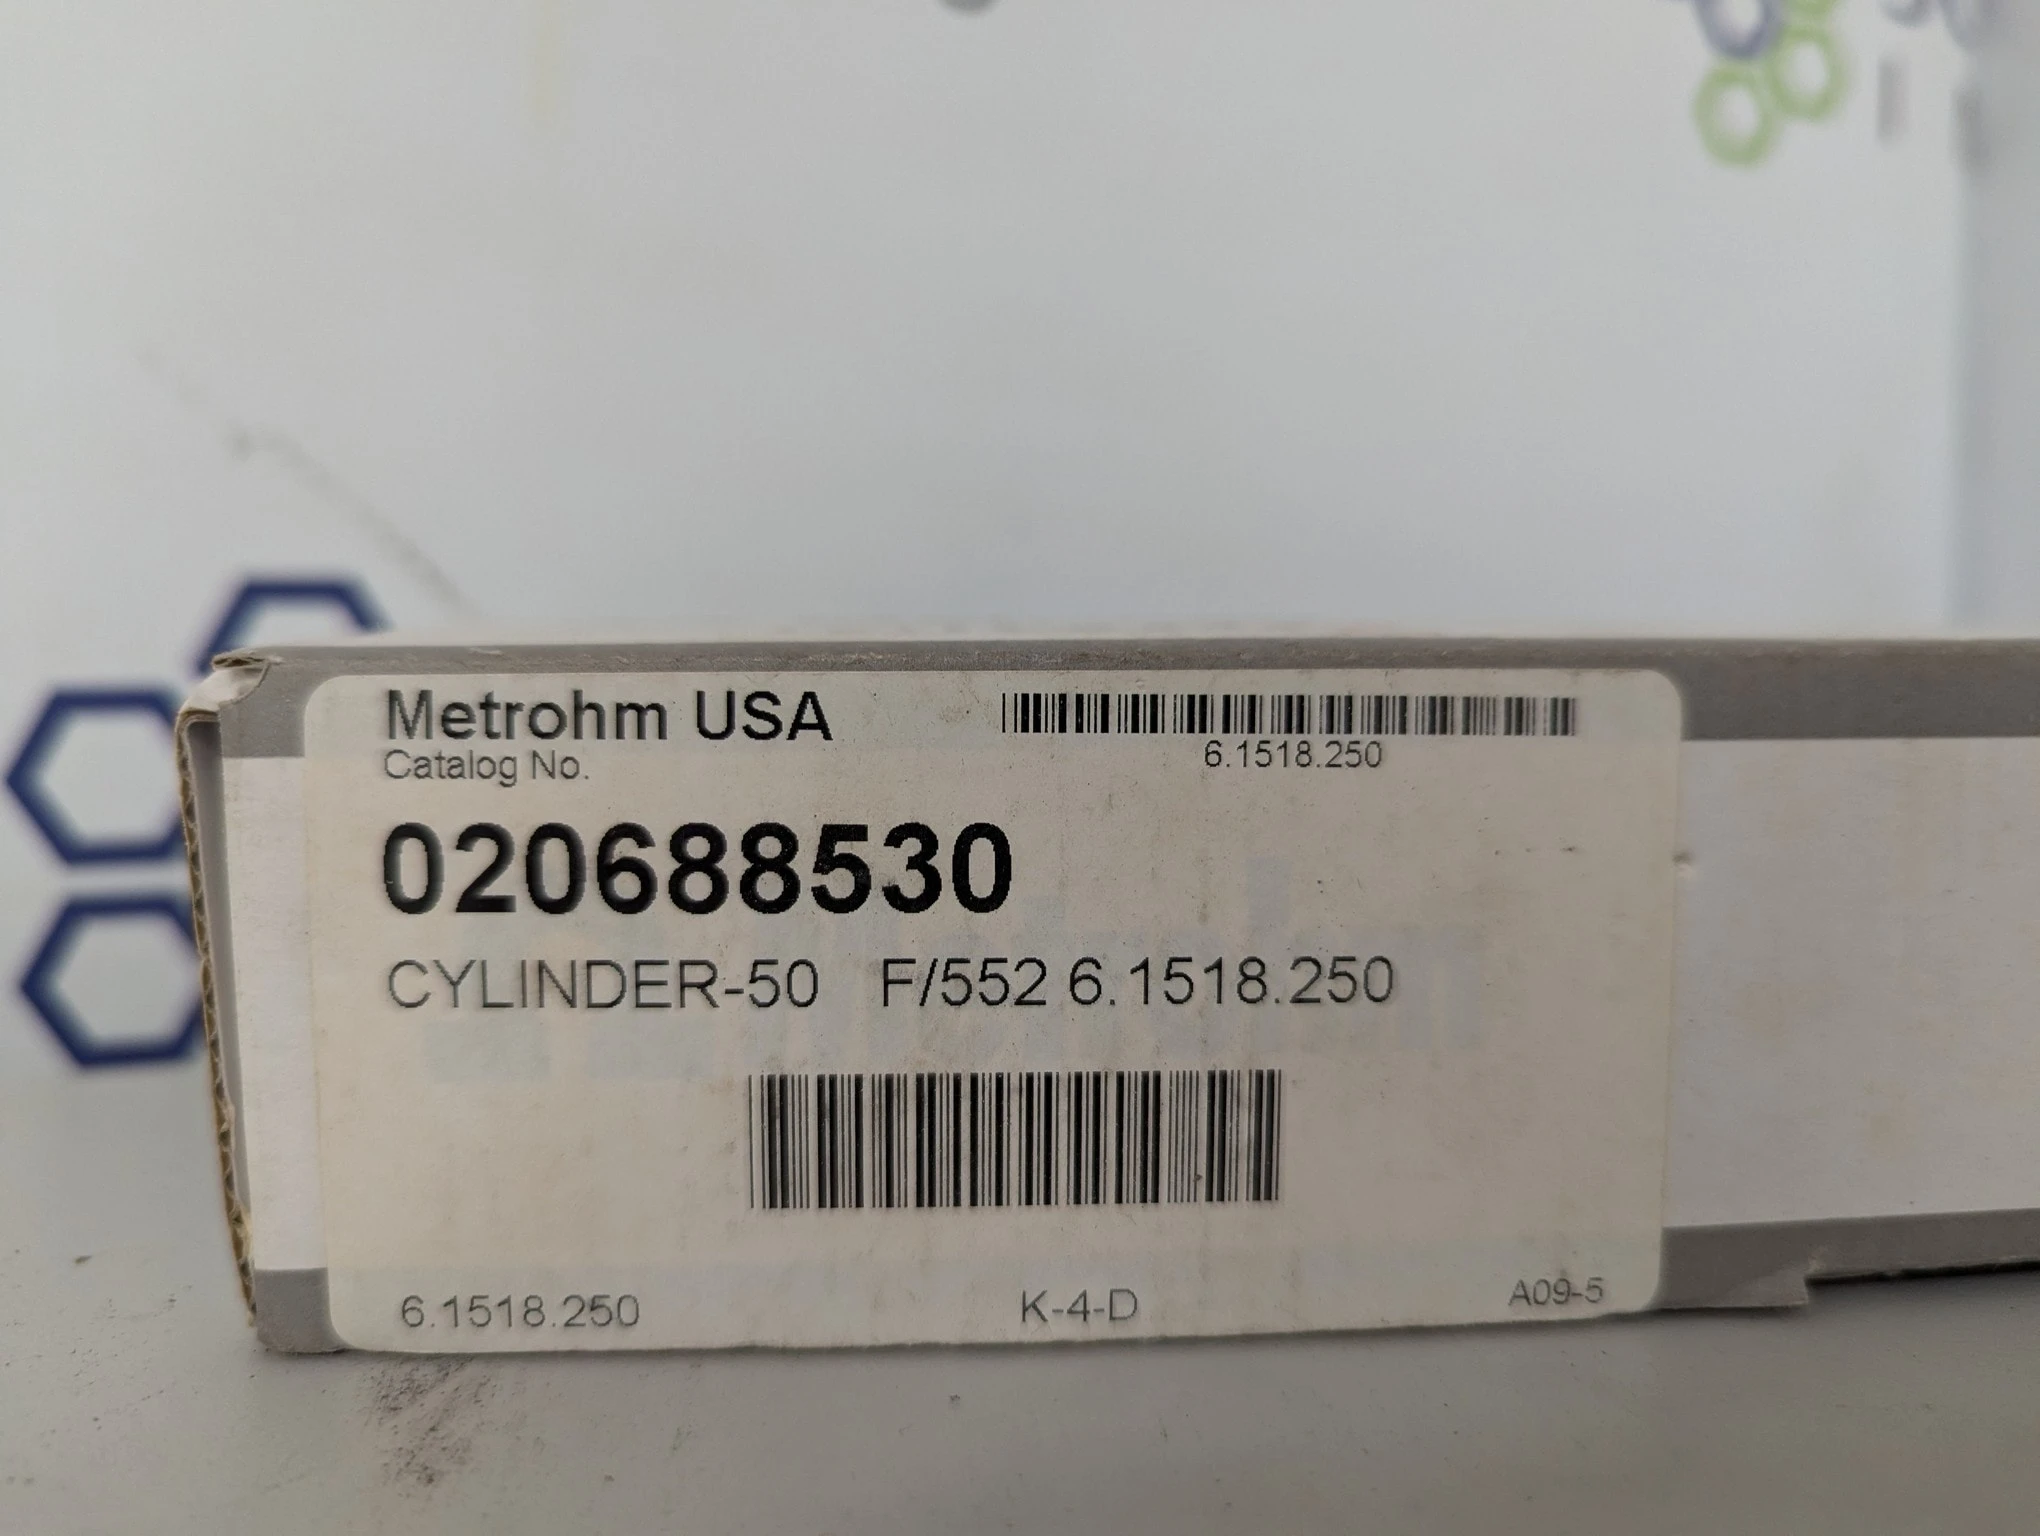 Metrohm USA
6.1518.250
Catalog No.
020688530
CYLINDER-50 F/552 6.1518.250
6.1518.250 K-4-D A09-5